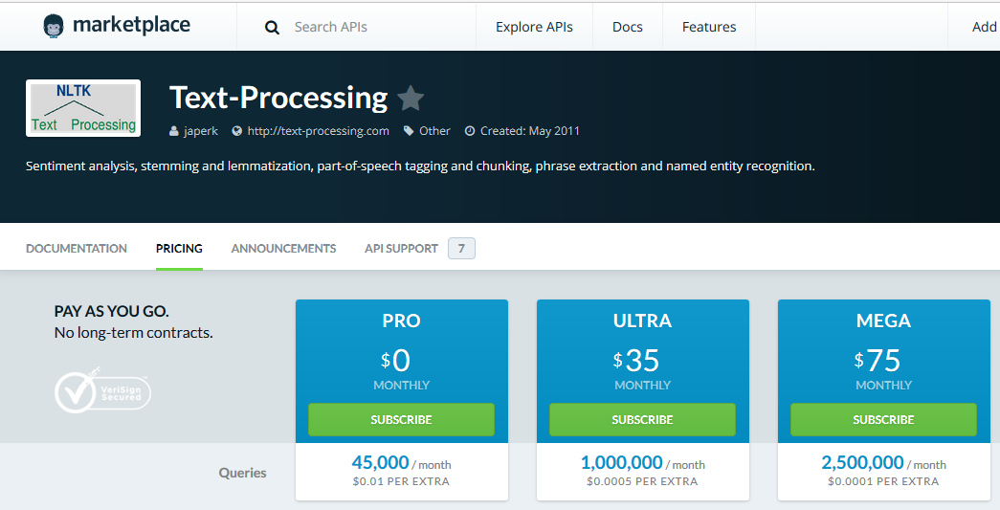 marketplace Search APIs Explore APIs Docs Features Add
NLTK
Text Processing
Text-Processing
japerk http://text-processing.com Other Created: May 2011
Sentiment analysis, stemming and lemmatization, part-of-speech tagging and chunking, phrase extraction and named entity recognition.
DOCUMENTATION PRICING ANNOUNCEMENTS API SUPPORT 7
PAY AS YOU GO.
No long-term contracts.
VeriSign
Secured
PRO
$0
MONTHLY
SUBSCRIBE
ULTRA
$35
MONTHLY
SUBSCRIBE
MEGA
$75
MONTHLY
SUBSCRIBE
Queries
45,000 / month
$0.01 PER EXTRA
1,000,000 / month
$0.0005 PER EXTRA
2,500,000 / month
$0.0001 PER EXTRA